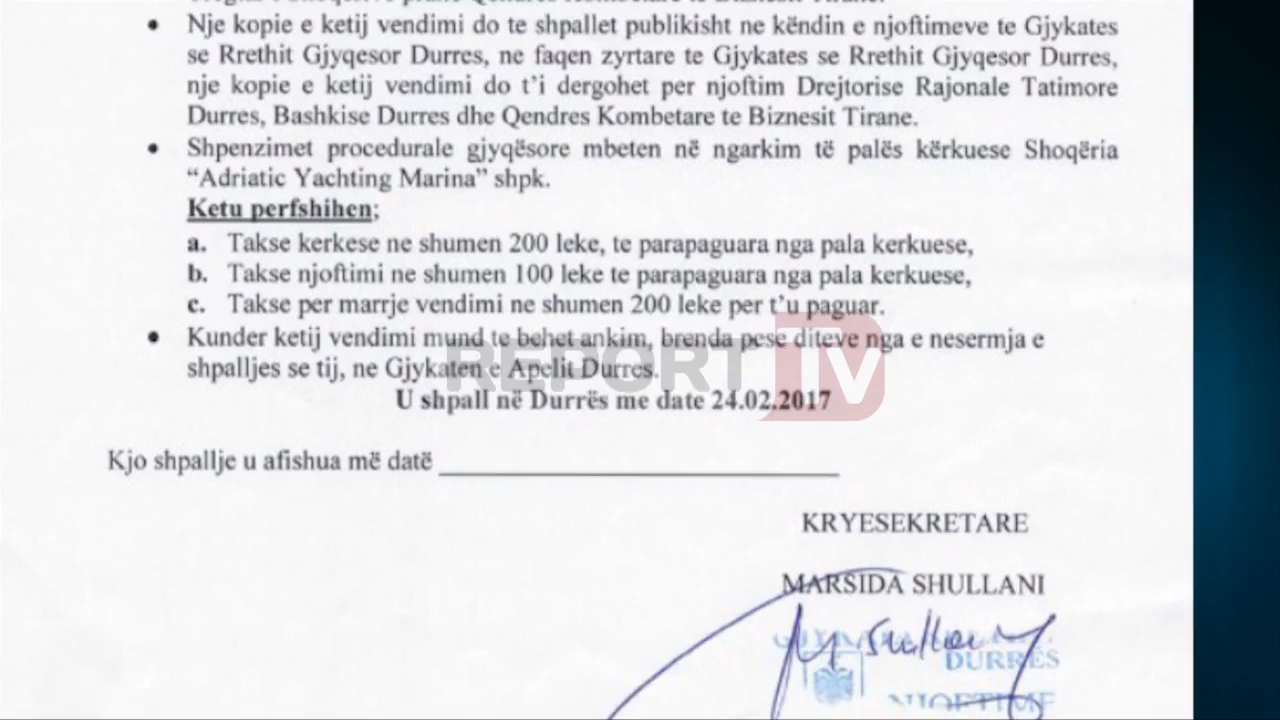 Nje kopie e ketij vendimi do te shpallet publikisht ne këndin e njoftimeve te Gjykates
se Rrethit Gjyqesor Durres, ne faqen zyrtare te Gjykates se Rrethit Gjyqesor Durres,
nje kopie e ketij vendimi do t'i dergohet per njoftim Drejtorise Rajonale Tatimore
Durres, Bashkise Durres dhe Qendres Kombetare te Biznesit Tirane.
Shpenzimet procedurale gjyqësore mbeten në ngarkim të palës kërkuese Shoqëria
“Adriatic Yachting Marina” shpk.
Ketu perfshihen;
a. Takse kerkese ne shumen 200 leke, te parapaguara nga pala kerkuese,
b. Takse njoftimi ne shumen 100 leke te parapaguara nga pala kerkuese,
c. Takse per marrje vendimi ne shumen 200 leke per t'u paguar.
Kunder ketij vendimi mund te behet ankim, brenda pese diteve nga e nesermja e
shpalljes se tij, ne Gjykaten e Apelit Durres.
REPORT TV
U shpall në Durrës me date 24.02.2017
Kjo shpallje u afishua më datë
KRYESEKRETARE
MARSIDA SHULLANI
DURRËS
NJOFTIME